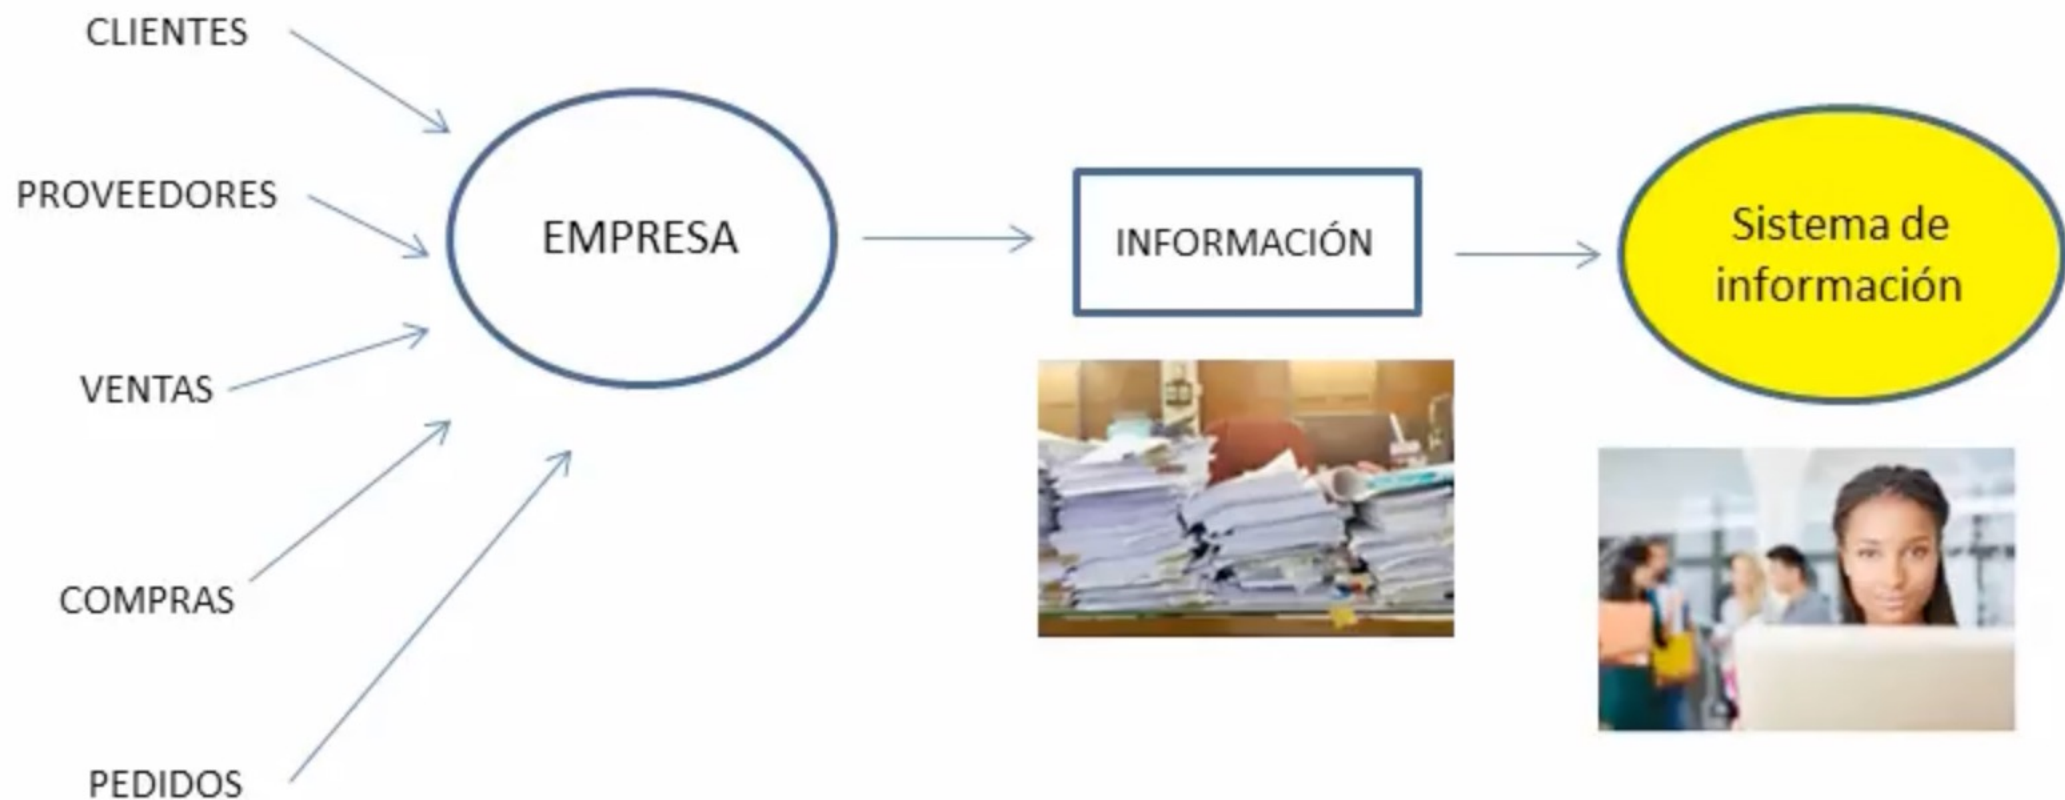 CLIENTES
PROVEEDORES
VENTAS
COMPRAS
PEDIDOS
EMPRESA
INFORMACIÓN
Sistema de
información